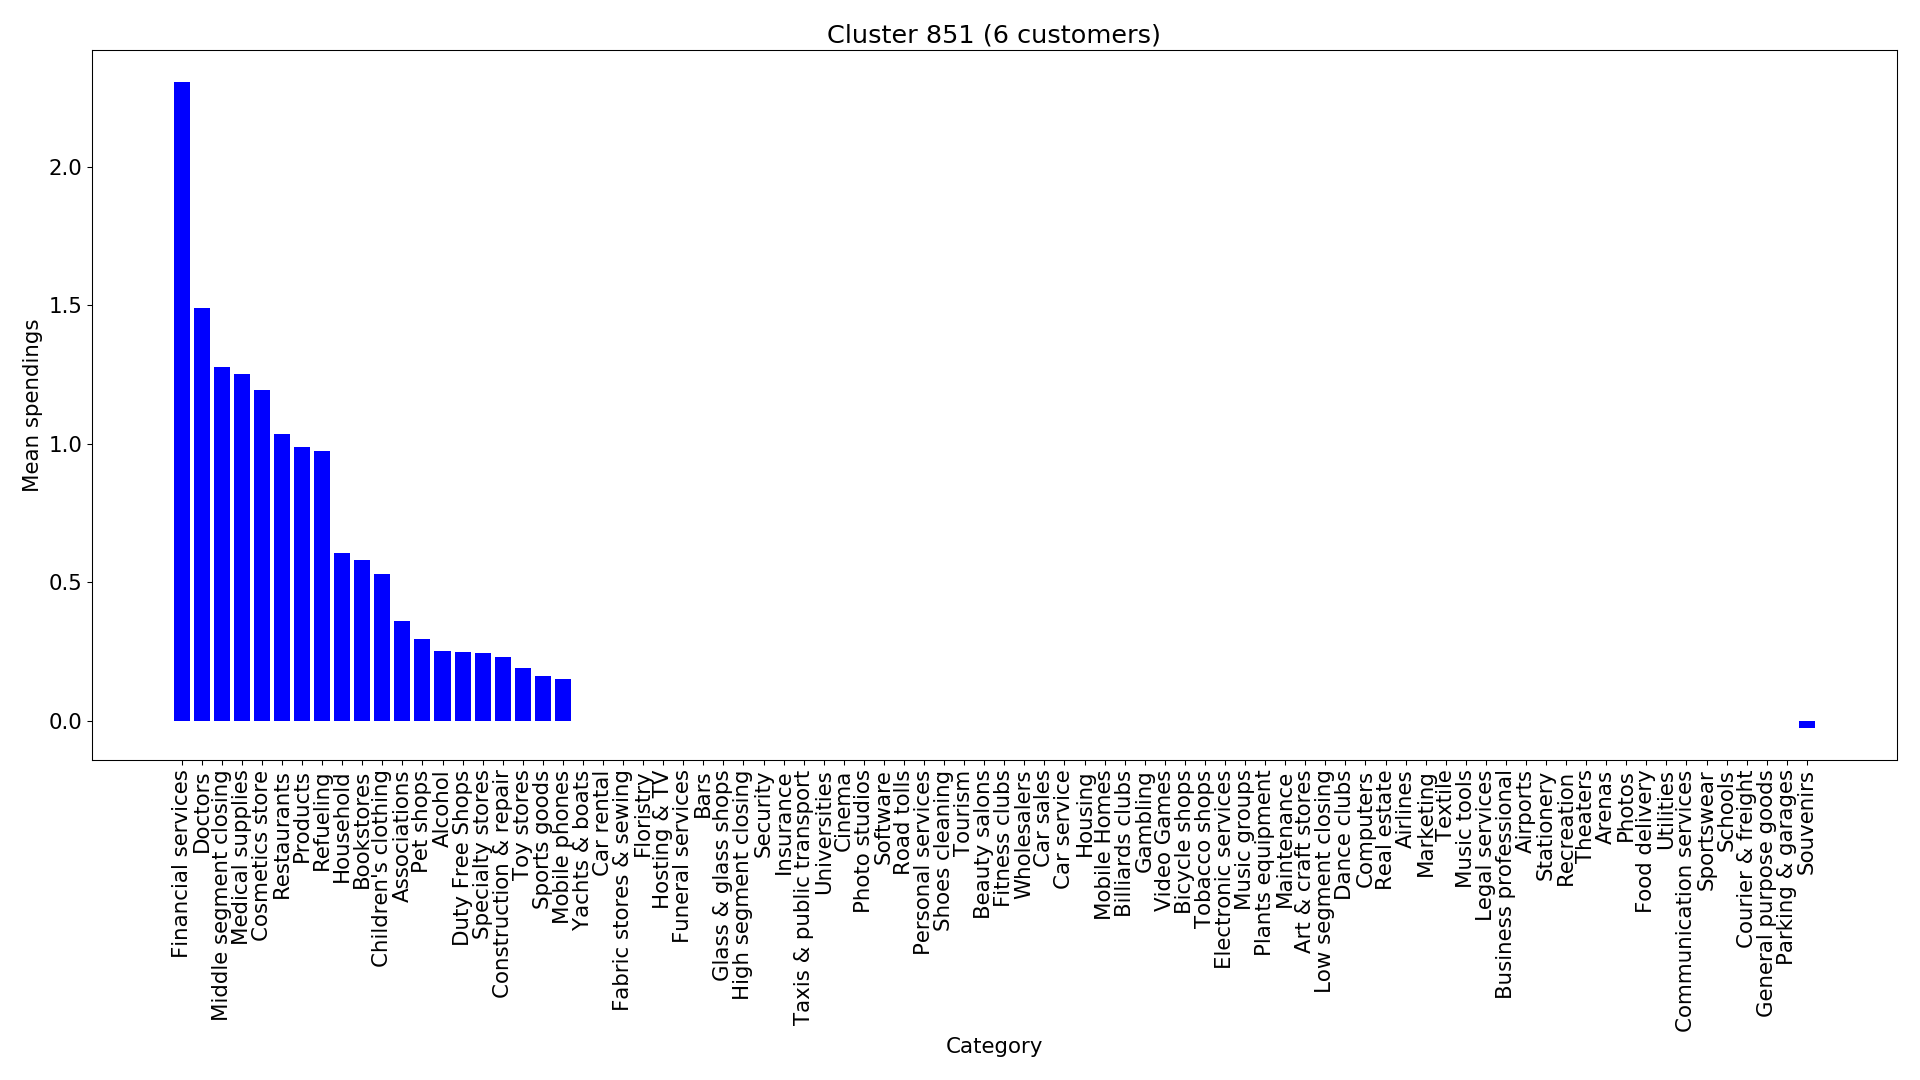 Cluster 851 (6 customers)
Mean spendings
2.0
1.5
1.0
0.5
0.0
Financial services
Doctors
Middle segment closing
Medical supplies
Cosmetics store
Restaurants
Products
Refueling
Household
Bookstores
Children's clothing
Associations
Pet shops
Alcohol
Duty Free Shops
Specialty stores
Construction & repair
Toy stores
Sports goods
Mobile phones
Yachts & boats
Car rental
Fabric stores & sewing
Floristry
Hosting & TV
Funeral services
Bars
Glass & glass shops
High segment closing
Security
Insurance
Taxis & public transport
Universities
Cinema
Photo studios
Software
Road tolls
Personal services
Shoes cleaning
Tourism
Beauty salons
Fitness clubs
Wholesalers
Car sales
Car service
Housing
Mobile Homes
Billiards clubs
Gambling
Video Games
Bicycle shops
Tobacco shops
Electronic services
Music groups
Plants equipment
Maintenance
Art & craft stores
Low segment closing
Dance clubs
Computers
Real estate
Airlines
Marketing
Textile
Music tools
Legal services
Business professional
Airports
Stationery
Recreation
Theaters
Arenas
Photos
Food delivery
Utilities
Communication services
Sportswear
Schools
Courier & freight
General purpose goods
Parking & garages
Souvenirs
Category